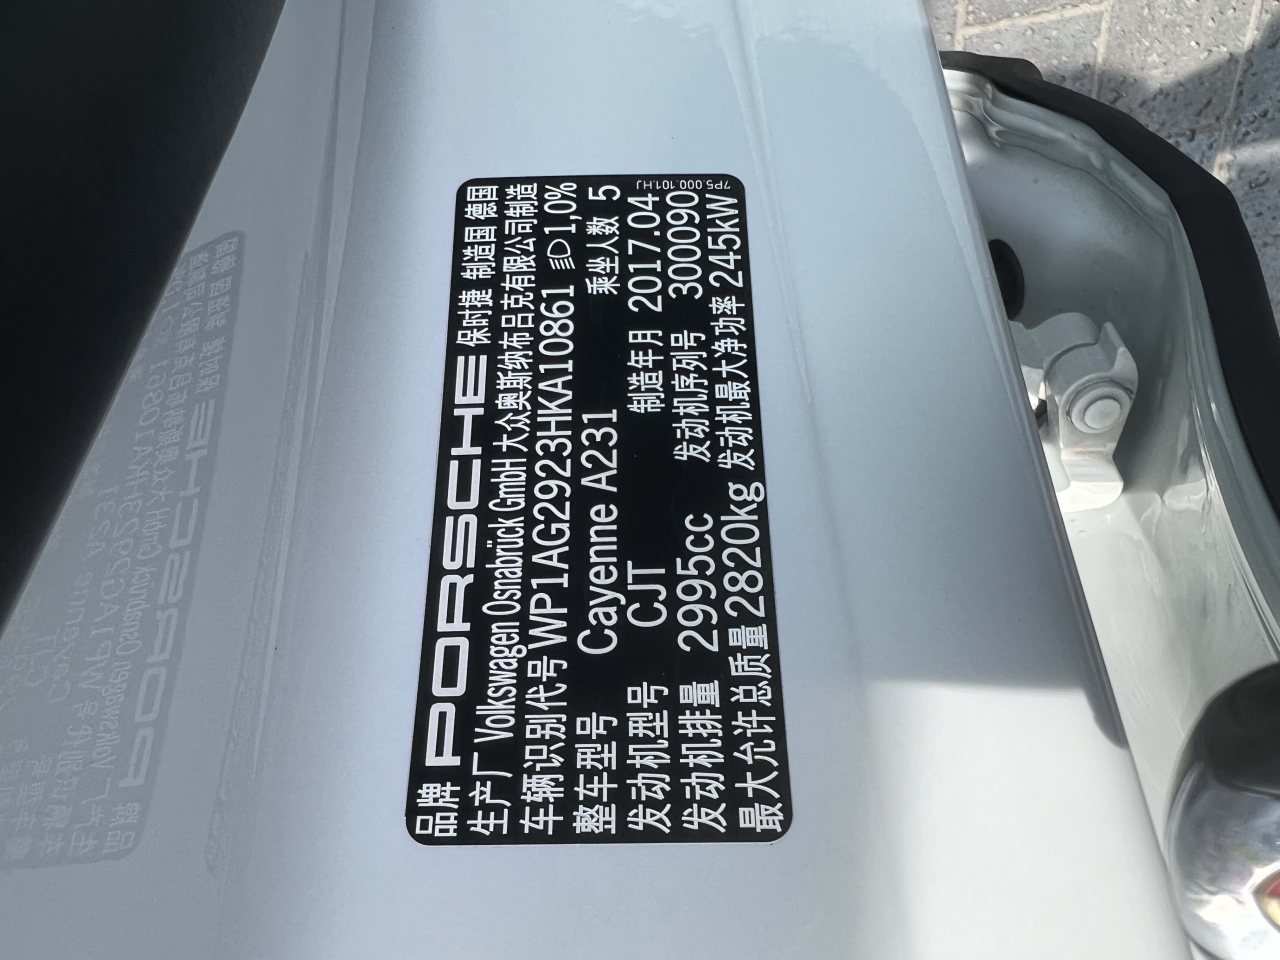 品牌 PORSCHE 保时捷 制造国 德国
生产厂 Volkswagen Osnabrück GmbH 大众奥斯纳布吕克有限公司制造
车辆识别代号 WP1AG2923HKA10861 1,0%
整车型号 Cayenne A231 乘坐人数 5
发动机型号 CJT 制造年月 2017.04
发动机排量 2995cc 发动机序列号 300090
最大允许总质量 2820kg 发动机最大净功率 245kW
7P5.000.101.HJ